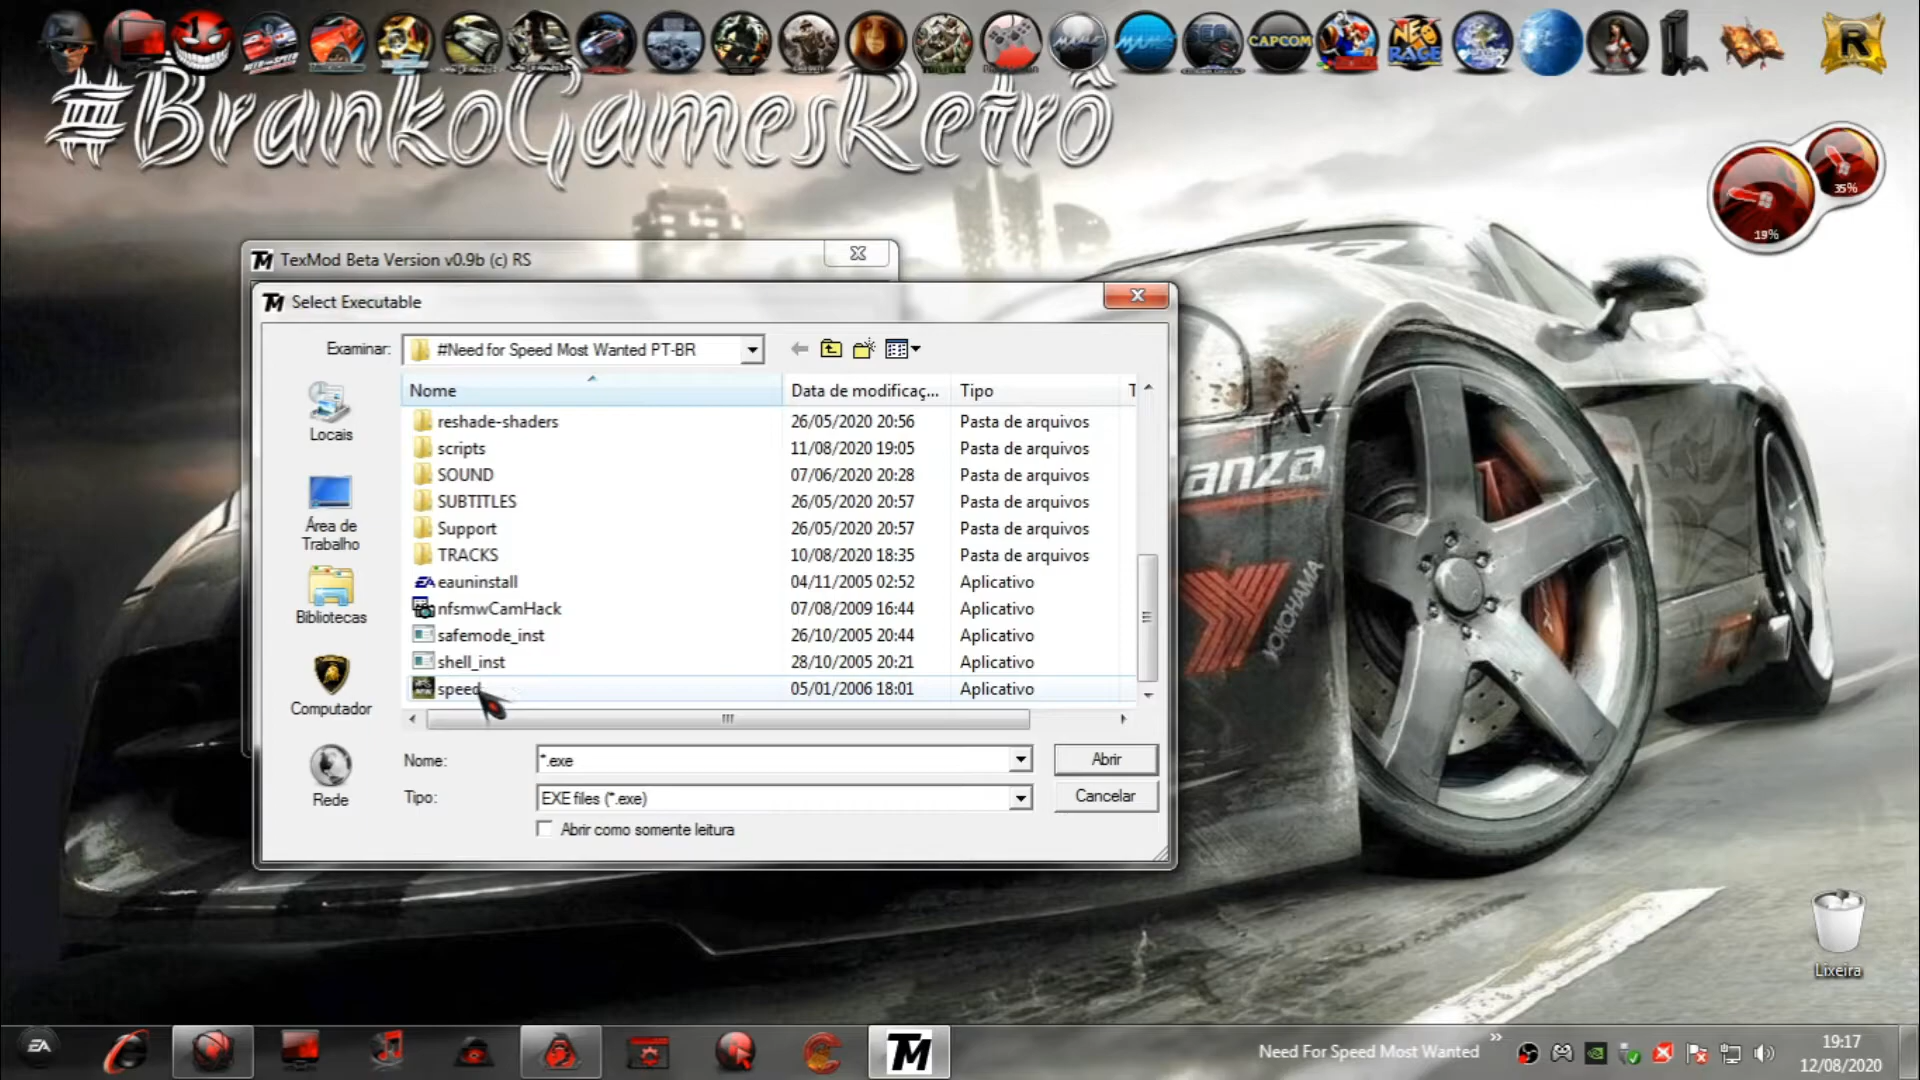 CAPCOM
NEO
RAGE
R
#BrankoGamesRetrô
35%
19%
TexMod Beta Version v0.9b (c) RS
Select Executable
Examinar:
#Need for Speed Most Wanted PT-BR
Nome
Data de modificaç...
Tipo
T
reshade-shaders 26/05/2020 20:56 Pasta de arquivos
scripts 11/08/2020 19:05 Pasta de arquivos
SOUND 07/06/2020 20:28 Pasta de arquivos
SUBTITLES 26/05/2020 20:57 Pasta de arquivos
Support 26/05/2020 20:57 Pasta de arquivos
TRACKS 10/08/2020 18:35 Pasta de arquivos
eauninstall 04/11/2005 02:52 Aplicativo
nfsmwCamHack 07/08/2009 16:44 Aplicativo
safemode_inst 26/10/2005 20:44 Aplicativo
shell_inst 28/10/2005 20:21 Aplicativo
speed 05/01/2006 18:01 Aplicativo
Locais
Área de
Trabalho
Bibliotecas
Computador
Rede
Nome:
*.exe
Abrir
Tipo:
EXE files (*.exe)
Cancelar
Abrir como somente leitura
anza
YOKOHAMA
Lixeira
EA
TM
Need For Speed Most Wanted
»
19:17
12/08/2020